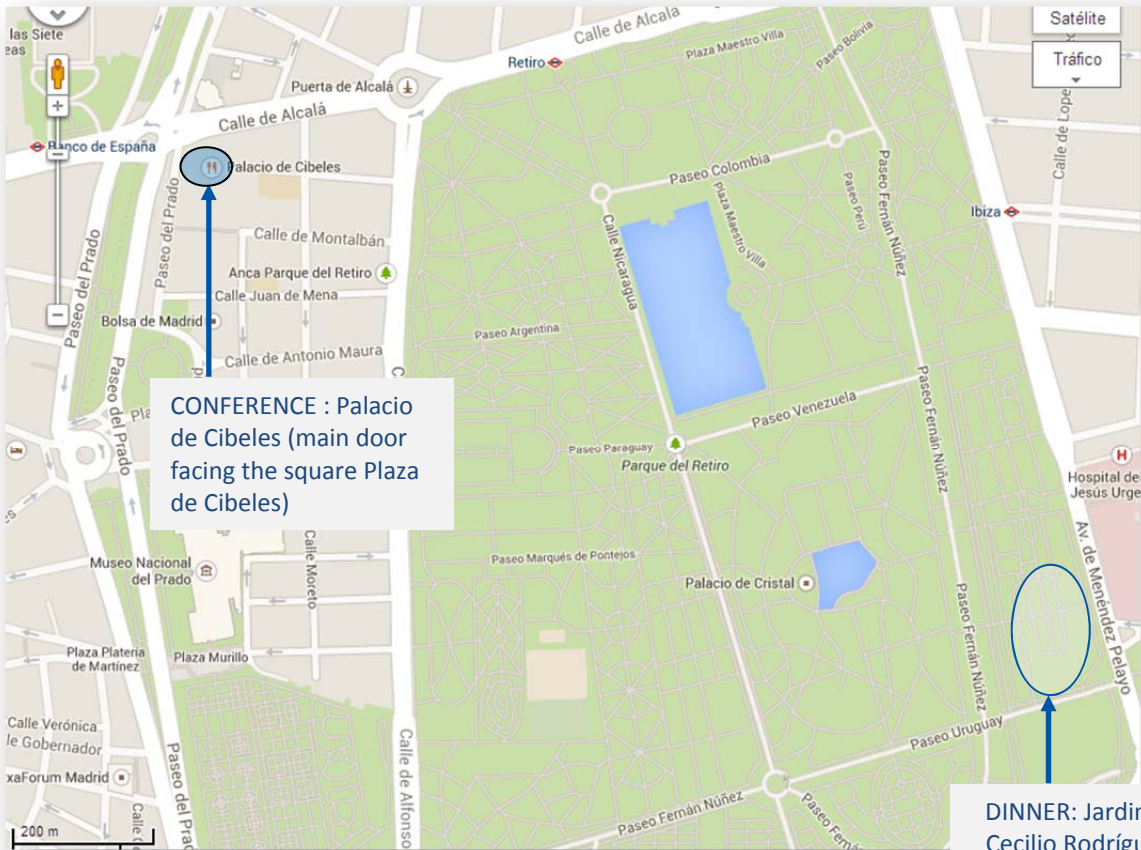 las Siete
eas
Satélite
Tráfico
Calle de Alcalá
Retiro
Plaza Maestro Villa
Paseo Bolivia
Puerta de Alcalá
Calle de Alcalá
Banco de España
Palacio de Cibeles
Calle de Lope
Paseo Colombia
Plaza Maestro Villa
Paseo Perú
Paseo Fernán Núñez
Ibiza
Paseo del Prado
Paseo del Prado
Calle de Montalbán
Anca Parque del Retiro
Calle Juan de Mena
Calle Nicaragua
Bolsa de Madrid
Paseo Argentina
Calle de Antonio Maura
Paseo del Prado
CONFERENCE : Palacio
de Cibeles (main door
facing the square Plaza
de Cibeles)
Paseo Venezuela
Paseo Fernán Núñez
Paseo Paraguay
Parque del Retiro
H
Hospital de
Jesús Urge
Av. de Menéndez Pelayo
Museo Nacional
del Prado
Calle Moreto
Paseo Marqués de Pontejos
Palacio de Cristal
Paseo Fernán Núñez
Plaza Platería
de Martínez
Plaza Murillo
Calle Verónica
le Gobernador
Paseo Uruguay
xaForum Madrid
Paseo del Prad
Calle de Alfonso
Paseo Fernán Núñez
Paseo Ferná
200 m
DINNER: Jardin
Cecilio Rodrígu